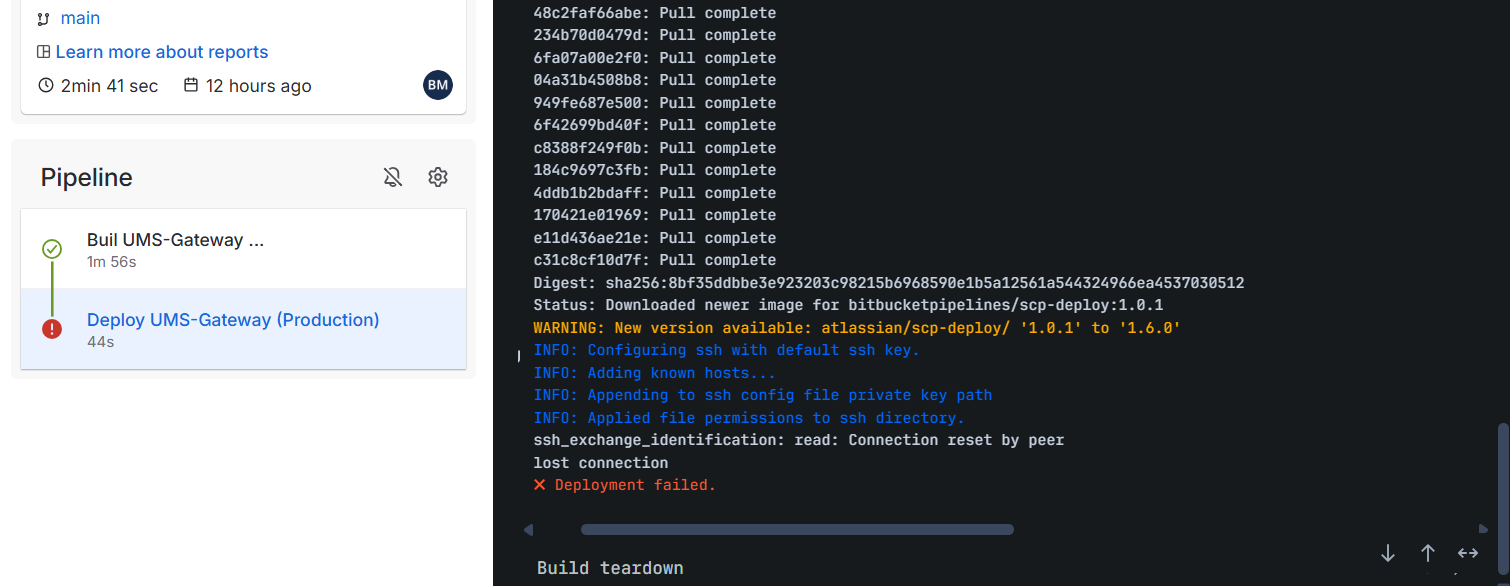 main
Learn more about reports
2min 41 sec 12 hours ago BM
Pipeline
Buil UMS-Gateway ...
1m 56s
Deploy UMS-Gateway (Production)
44s
48c2faf66abe: Pull complete
234b70d0479d: Pull complete
6fa07a00e2f0: Pull complete
04a31b4508b8: Pull complete
949fe687e500: Pull complete
6f42699bd40f: Pull complete
c8388f249f0b: Pull complete
184c9697c3fb: Pull complete
4ddb1b2bdaff: Pull complete
170421e01969: Pull complete
e11d436ae21e: Pull complete
c31c8cf10d7f: Pull complete
Digest: sha256:8bf35ddbbe3e923203c98215b6968590e1b5a12561a544324966ea4537030512
Status: Downloaded newer image for bitbucketpipelines/scp-deploy:1.0.1
WARNING: New version available: atlassian/scp-deploy/ '1.0.1' to '1.6.0'
INFO: Configuring ssh with default ssh key.
INFO: Adding known hosts...
INFO: Appending to ssh config file private key path
INFO: Applied file permissions to ssh directory.
ssh_exchange_identification: read: Connection reset by peer
lost connection
✖ Deployment failed.
Build teardown